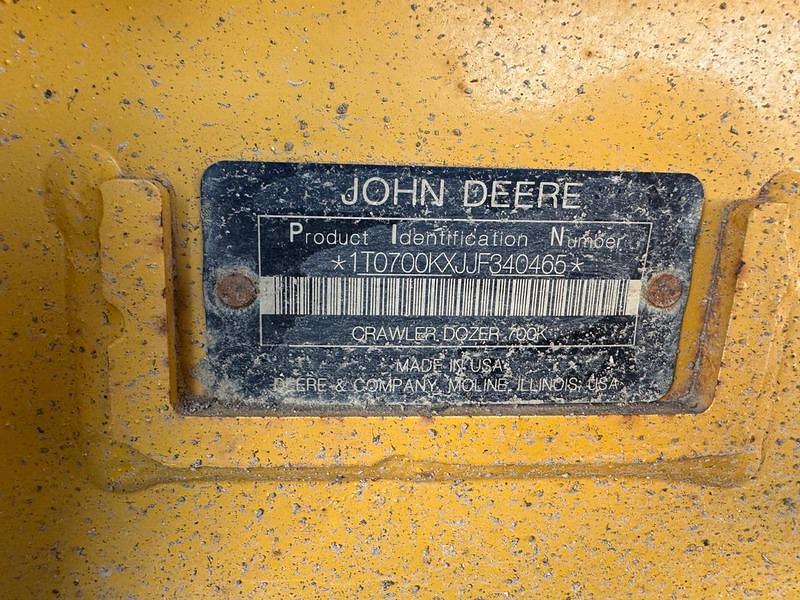 JOHN DEERE
Product Identification Number
*1T0700KXJJF340465*
CRAWLER DOZER 700K
MADE IN USA
DEERE & COMPANY, MOLINE, ILLINOIS, USA